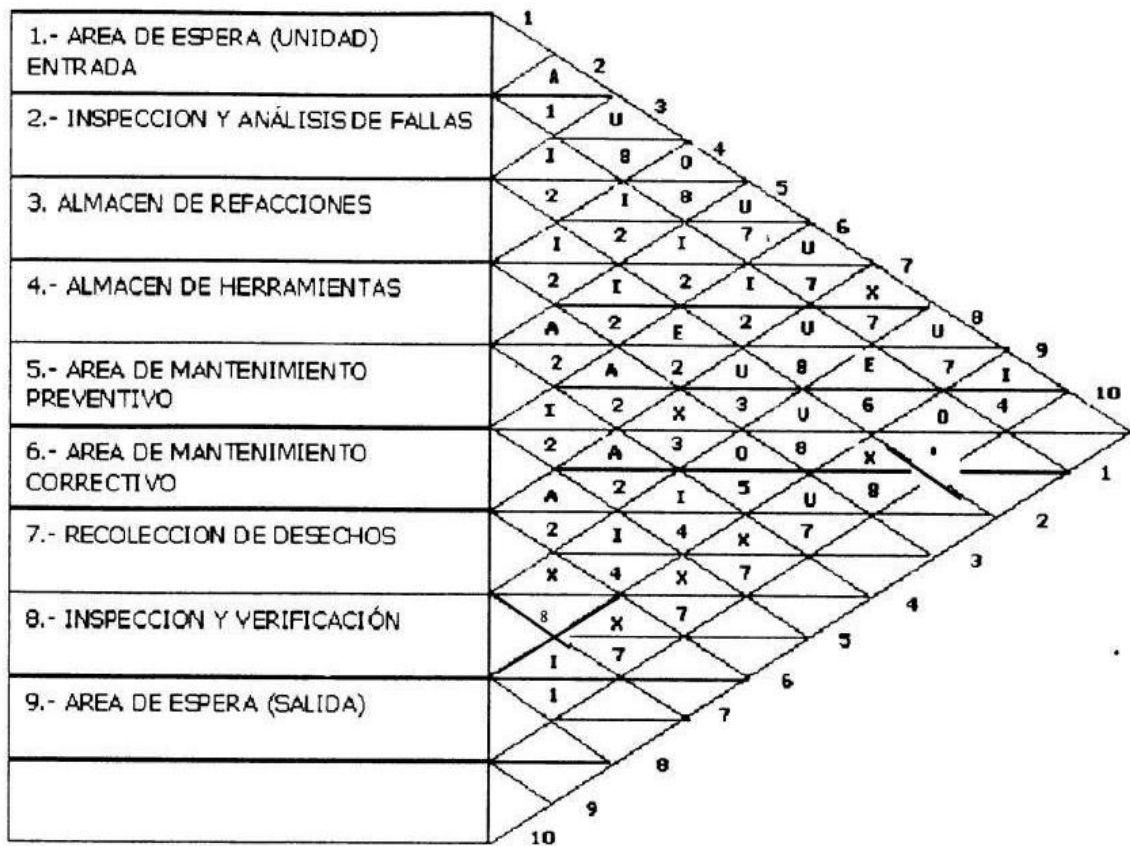 1.- AREA DE ESPERA (UNIDAD)
ENTRADA
2.- INSPECCION Y ANÁLISIS DE FALLAS
3. ALMACEN DE REFACCIONES
4.- ALMACEN DE HERRAMIENTAS
5.- AREA DE MANTENIMIENTO
PREVENTIVO
6.- AREA DE MANTENIMIENTO
CORRECTIVO
7.- RECOLECCION DE DESECHOS
8.- INSPECCION Y VERIFICACIÓN
9.- AREA DE ESPERA (SALIDA)
1
2
A
3
1 U
4
I 8 O
5
2 I 8 U
6
I 2 I 7 U
7
2 I 2 I 7 X
8
A 2 E 2 U 7 U
9
2 A 2 U 8 E 7 I
10
I 2 X 3 U 6 O 4
2 A 3 O 8 X
1
A 2 I 5 U 8
2
2 I 4 X 7
3
X 4 X 7
4
8 X 7
5
I 7
6
1
7
8
9
10